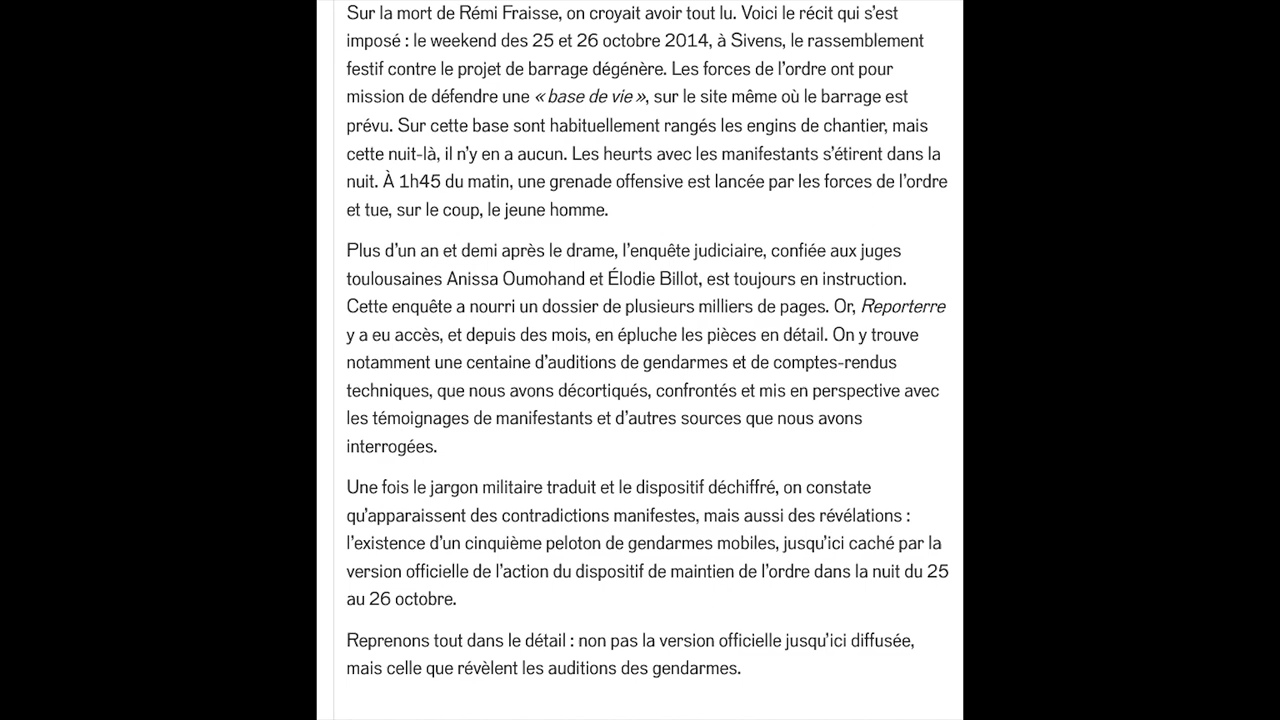 Sur la mort de Rémi Fraisse, on croyait avoir tout lu. Voici le récit qui s’est
imposé : le weekend des 25 et 26 octobre 2014, à Sivens, le rassemblement
festif contre le projet de barrage dégénère. Les forces de l’ordre ont pour
mission de défendre une « base de vie », sur le site même où le barrage est
prévu. Sur cette base sont habituellement rangés les engins de chantier, mais
cette nuit-là, il n’y en a aucun. Les heurts avec les manifestants s’étirent dans la
nuit. À 1h45 du matin, une grenade offensive est lancée par les forces de l’ordre
et tue, sur le coup, le jeune homme.
Plus d’un an et demi après le drame, l’enquête judiciaire, confiée aux juges
toulousaines Anissa Oumohand et Élodie Billot, est toujours en instruction.
Cette enquête a nourri un dossier de plusieurs milliers de pages. Or, Reporterre
y a eu accès, et depuis des mois, en épluche les pièces en détail. On y trouve
notamment une centaine d’auditions de gendarmes et de comptes-rendus
techniques, que nous avons décortiqués, confrontés et mis en perspective avec
les témoignages de manifestants et d’autres sources que nous avons
interrogées.
Une fois le jargon militaire traduit et le dispositif déchiffré, on constate
qu’apparaissent des contradictions manifestes, mais aussi des révélations :
l’existence d’un cinquième peloton de gendarmes mobiles, jusqu’ici caché par la
version officielle de l’action du dispositif de maintien de l’ordre dans la nuit du 25
au 26 octobre.
Reprenons tout dans le détail : non pas la version officielle jusqu’ici diffusée,
mais celle que révèlent les auditions des gendarmes.